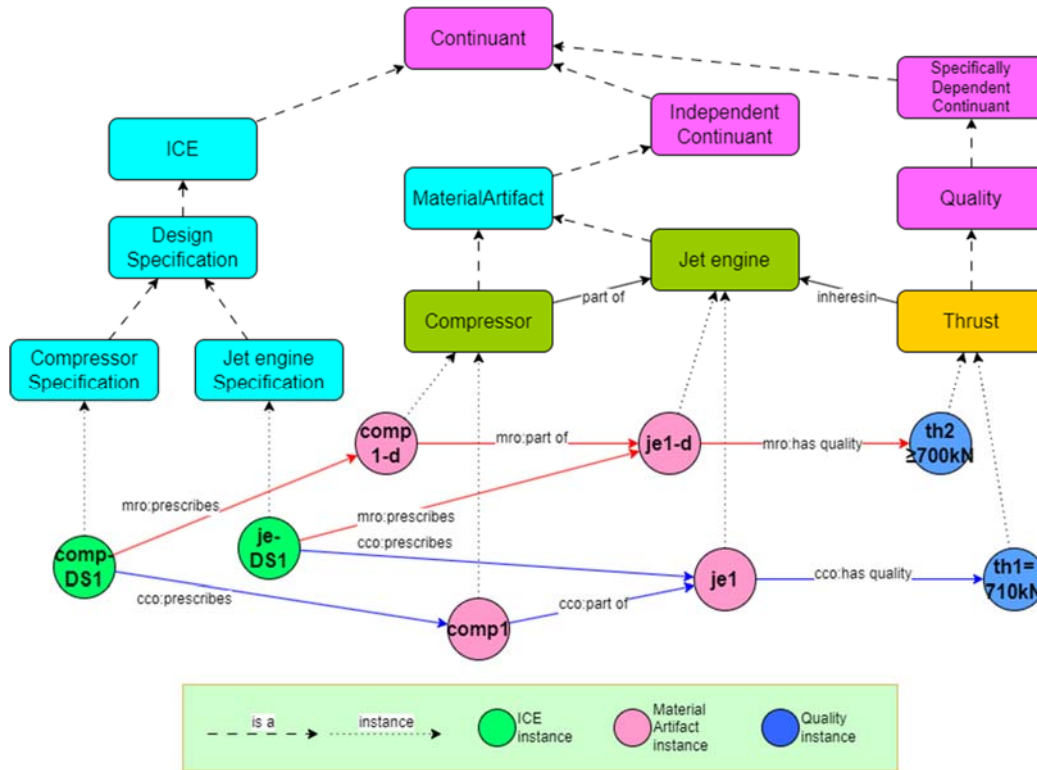 Continuant
Specifically
Dependent
Continuant
Independent
Continuant
ICE
MaterialArtifact
Quality
Design
Specification
Jet engine
part of
inheresin
Compressor
Thrust
Compressor
Specification
Jet engine
Specification
comp
1-d
mro:part of
je1-d
mro:has quality
th2
≥700kN
mro:prescribes
mro:prescribes
cco:prescribes
je-
DS1
comp-
DS1
cco:prescribes
je1
cco:has quality
th1=
710kN
cco:part of
comp1
is a
instance
ICE
instance
Material
Artifact
instance
Quality
instance